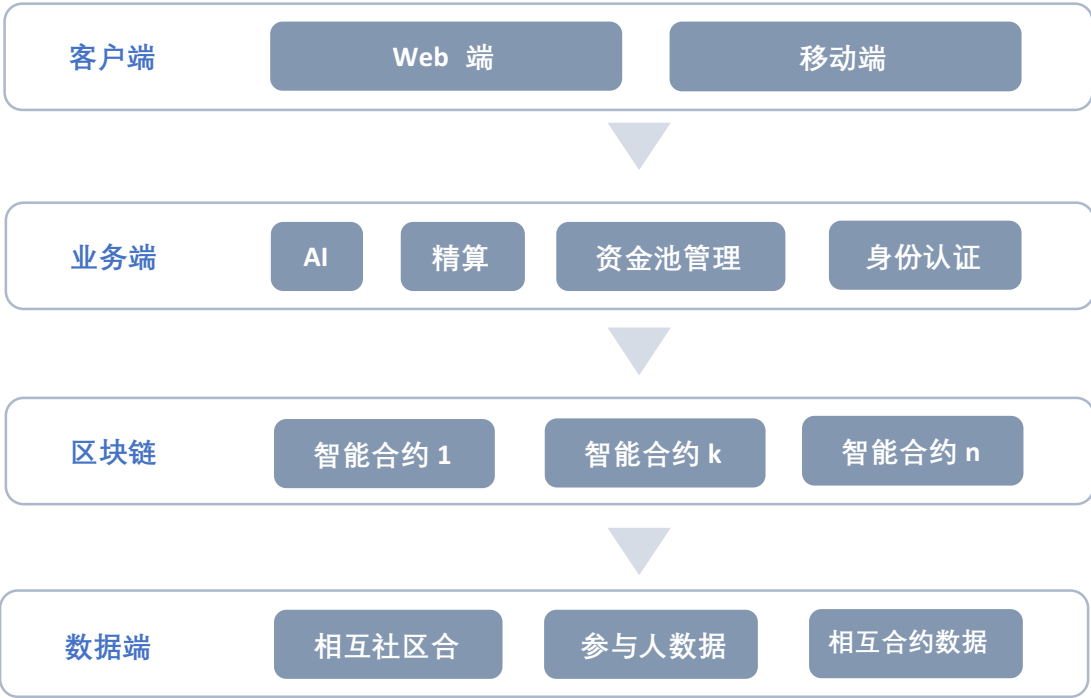 客户端 Web 端 移动端
业务端 AI 精算 资金池管理 身份认证
区块链 智能合约 1 智能合约 k 智能合约 n
数据端 相互社区合 参与人数据 相互合约数据